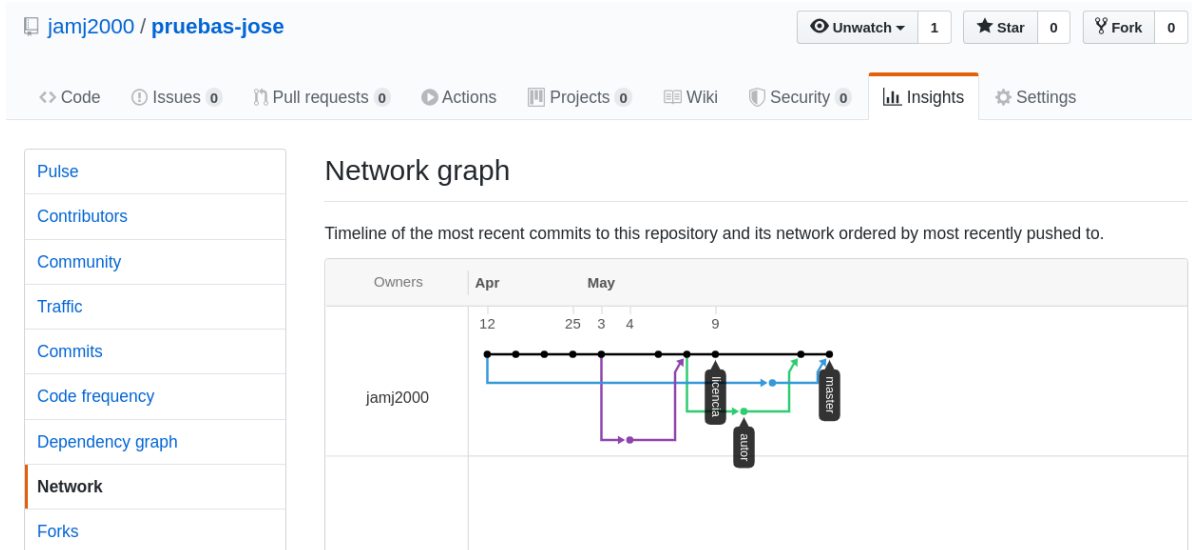 jamj2000 / pruebas-jose
Unwatch 1 Star 0 Fork 0
Code Issues 0 Pull requests 0 Actions Projects 0 Wiki Security 0 Insights Settings
Pulse
Contributors
Community
Traffic
Commits
Code frequency
Dependency graph
Network
Forks
Network graph
Timeline of the most recent commits to this repository and its network ordered by most recently pushed to.
Owners Apr May
12 25 3 4 9
jamj2000
licencia
master
autor